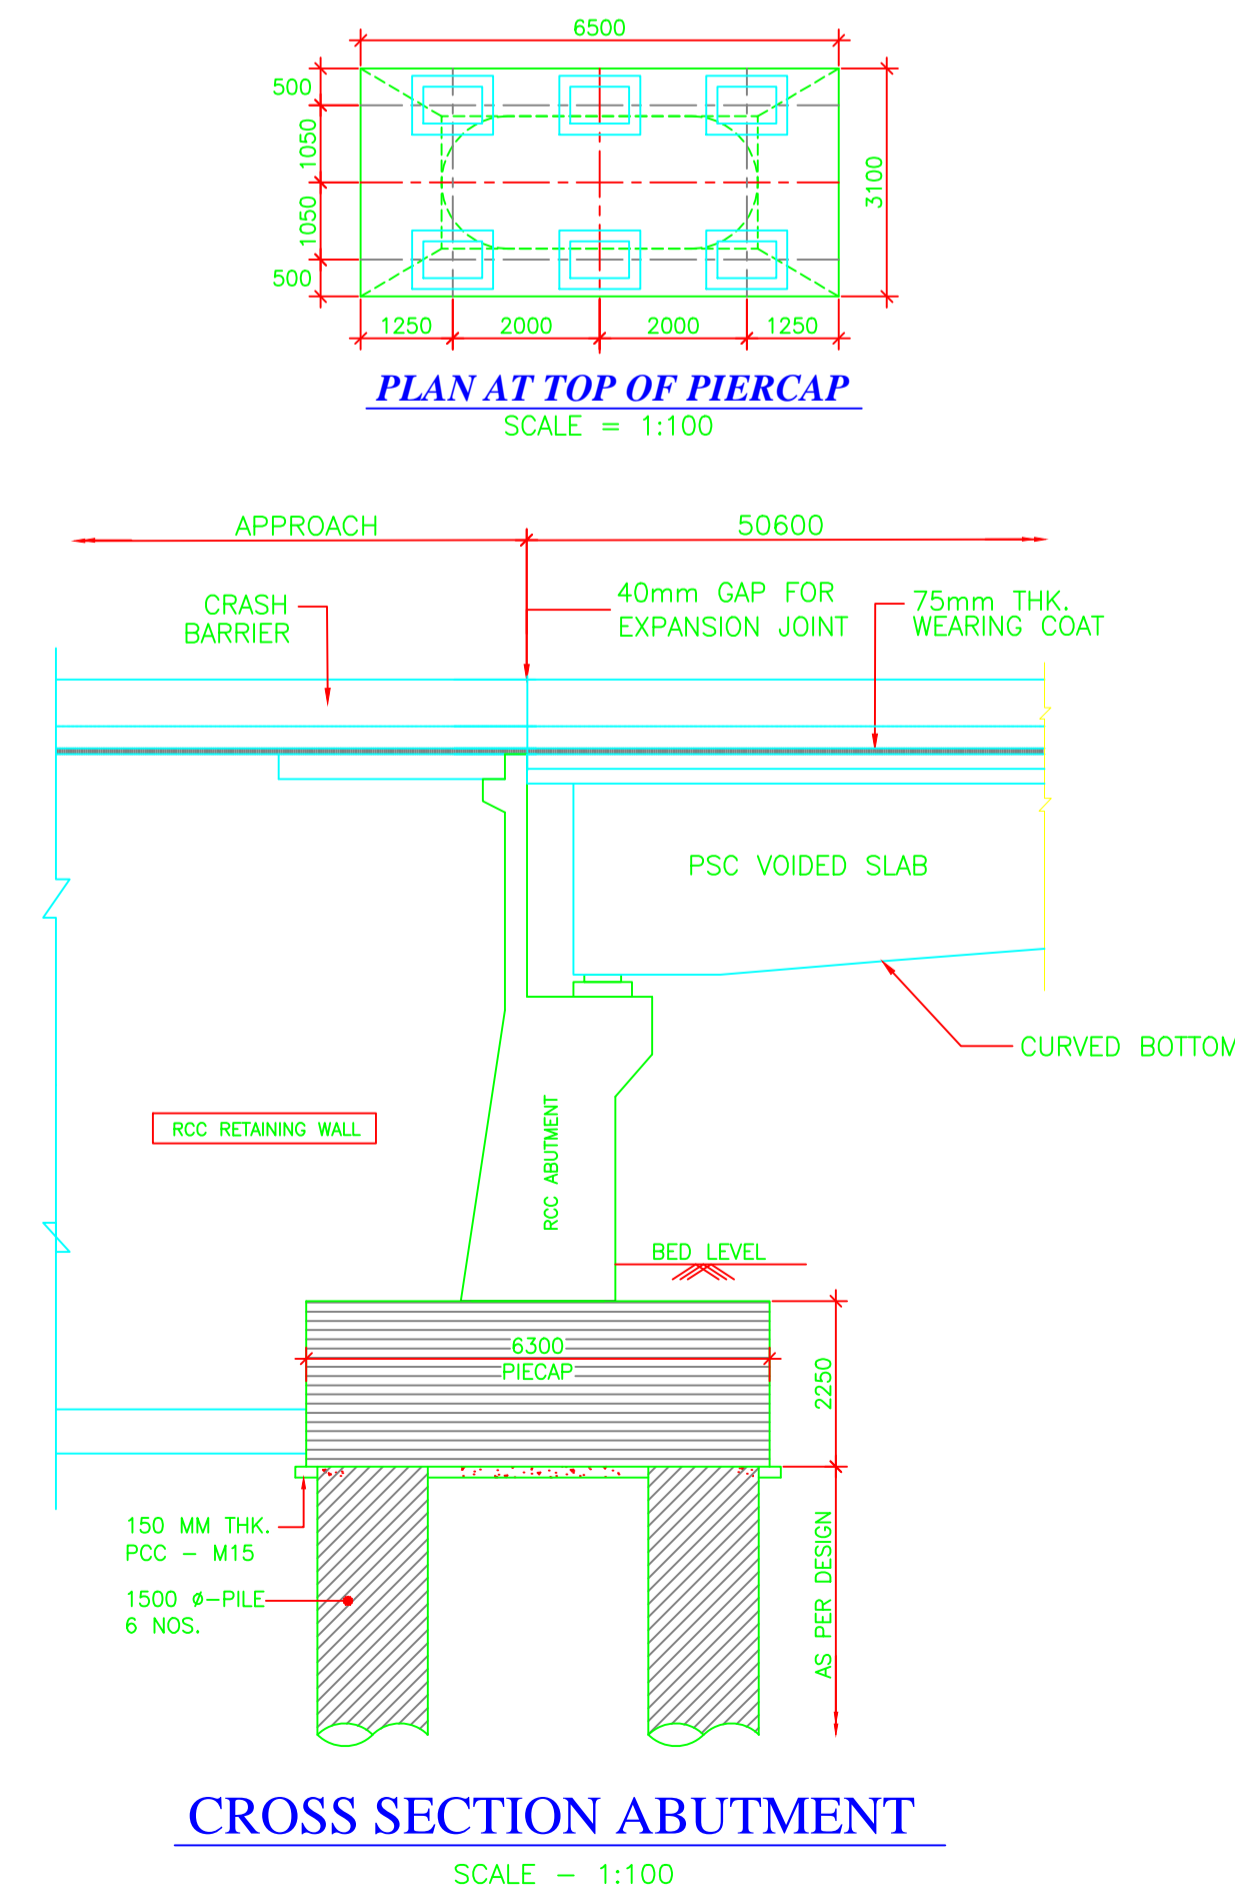 6500
500
1050
1050
500
3100
1250
2000
2000
1250
PLAN AT TOP OF PIERCAP
SCALE = 1:100
APPROACH
50600
CRASH
BARRIER
40mm GAP FOR
EXPANSION JOINT
75mm THK.
WEARING COAT
PSC VOIDED SLAB
CURVED BOTTOM
RCC RETAINING WALL
RCC ABUTMENT
BED LEVEL
6300
PIECAP
2250
150 MM THK.
PCC - M15
1500 ø-PILE
6 NOS.
AS PER DESIGN
CROSS SECTION ABUTMENT
SCALE - 1:100